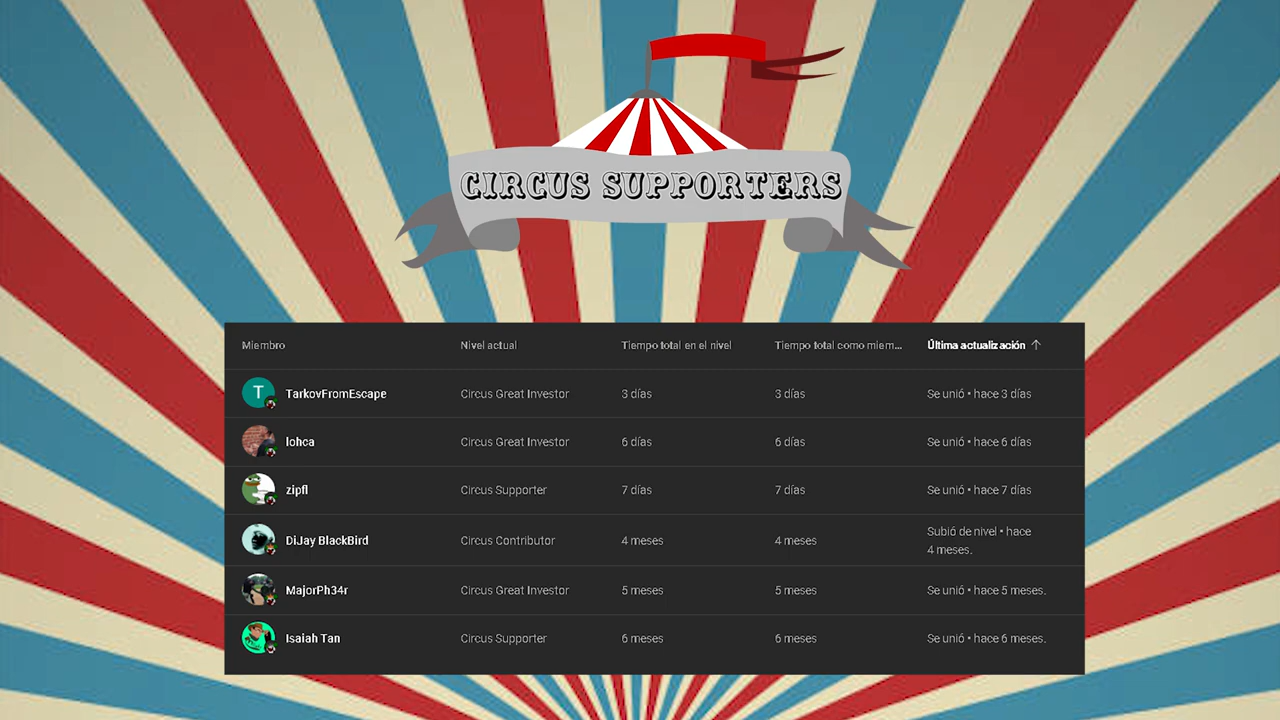 CIRCUS SUPPORTERS
Miembro Nivel actual Tiempo total en el nivel Tiempo total como miem... Última actualización ↑
T TarkovFromEscape Circus Great Investor 3 días 3 días Se unió • hace 3 días
lohca Circus Great Investor 6 días 6 días Se unió • hace 6 días
zipfl Circus Supporter 7 días 7 días Se unió • hace 7 días
DiJay BlackBird Circus Contributor 4 meses 4 meses Subió de nivel • hace
4 meses.
MajorPh34r Circus Great Investor 5 meses 5 meses Se unió • hace 5 meses.
Isaiah Tan Circus Supporter 6 meses 6 meses Se unió • hace 6 meses.